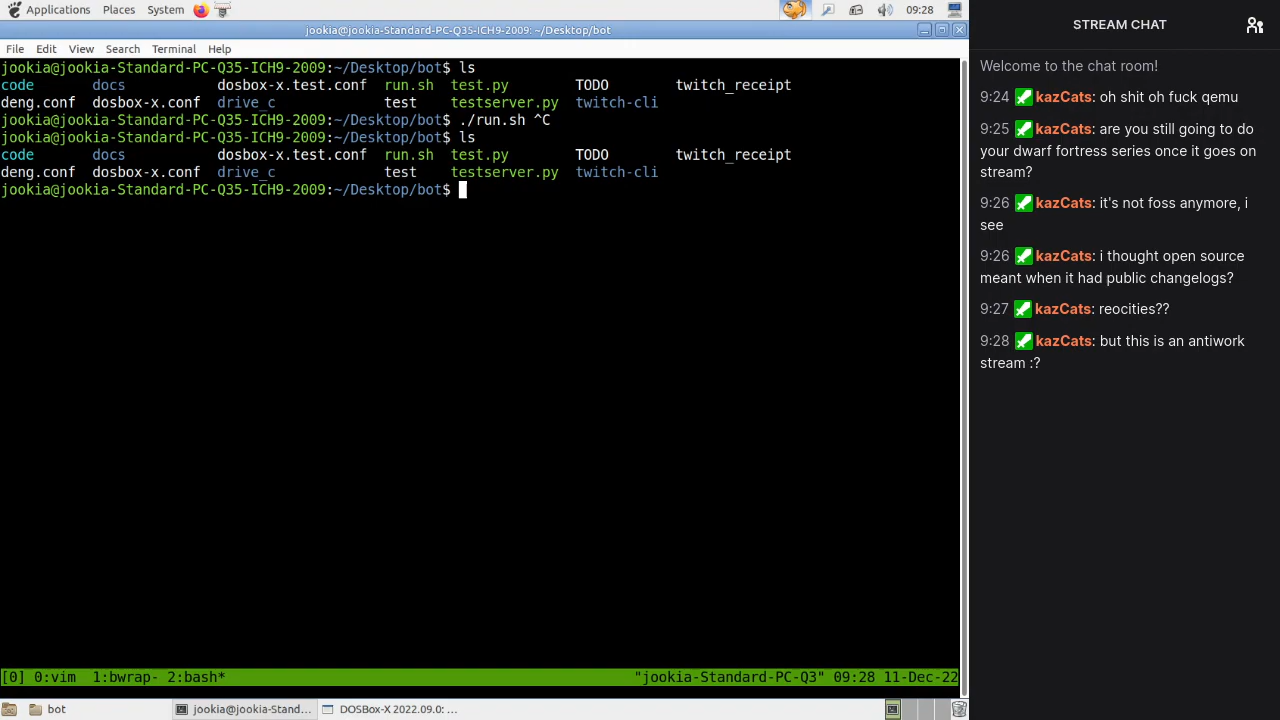 Applications Places System 09:28
jookia@jookia-Standard-PC-Q35-ICH9-2009: ~/Desktop/bot
File Edit View Search Terminal Help
jookia@jookia-Standard-PC-Q35-ICH9-2009:~/Desktop/bot$ ls
code docs dosbox-x.test.conf run.sh test.py TODO twitch_receipt
deng.conf dosbox-x.conf drive_c test testserver.py twitch-cli
jookia@jookia-Standard-PC-Q35-ICH9-2009:~/Desktop/bot$ ./run.sh ^C
jookia@jookia-Standard-PC-Q35-ICH9-2009:~/Desktop/bot$ ls
code docs dosbox-x.test.conf run.sh test.py TODO twitch_receipt
deng.conf dosbox-x.conf drive_c test testserver.py twitch-cli
jookia@jookia-Standard-PC-Q35-ICH9-2009:~/Desktop/bot$
[0] 0:vim 1:bwrap- 2:bash* "jookia-Standard-PC-Q3" 09:28 11-Dec-22
bot jookia@jookia-Stand... DOSBox-X 2022.09.0: ...
STREAM CHAT
Welcome to the chat room!
9:24 kazCats: oh shit oh fuck qemu
9:25 kazCats: are you still going to do
your dwarf fortress series once it goes on
stream?
9:26 kazCats: it's not foss anymore, i
see
9:26 kazCats: i thought open source
meant when it had public changelogs?
9:27 kazCats: reocities??
9:28 kazCats: but this is an antiwork
stream :?